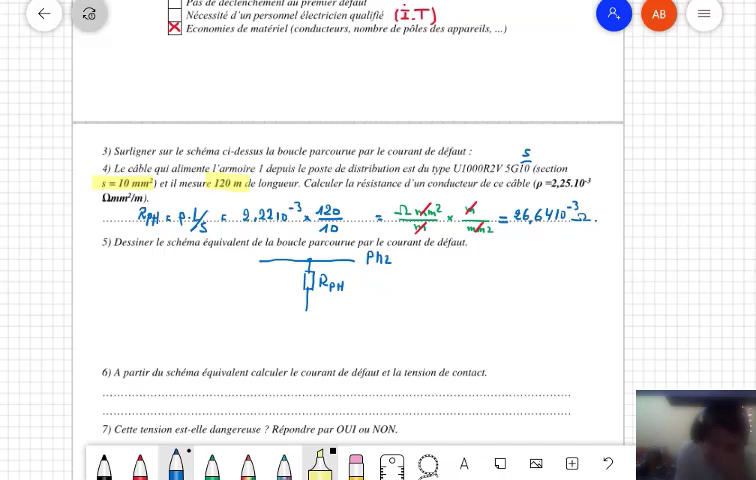 Pas de déclenchement au premier défaut
Nécessité d'un personnel électricien qualifié (I.T)
Economies de matériel (conducteurs, nombre de pôles des appareils, ...)
AB
3) Surligner sur le schéma ci-dessus la boucle parcourue par le courant de défaut :
S
4) Le câble qui alimente l'armoire 1 depuis le poste de distribution est du type U1000R2V 5G10 (section
s = 10 mm²) et il mesure 120 m de longueur. Calculer la résistance d'un conducteur de ce câble (ρ =2,25.10⁻³
Ωmm²/m).
RPH = ρ.l/S = 2,22 10⁻³ × 120/10 = Ω mm²/m × m/mm2 = 26,64 10⁻³ Ω.
5) Dessiner le schéma équivalent de la boucle parcourue par le courant de défaut.
Ph2
RPH
6) A partir du schéma équivalent calculer le courant de défaut et la tension de contact.
7) Cette tension est-elle dangereuse ? Répondre par OUI ou NON.
A